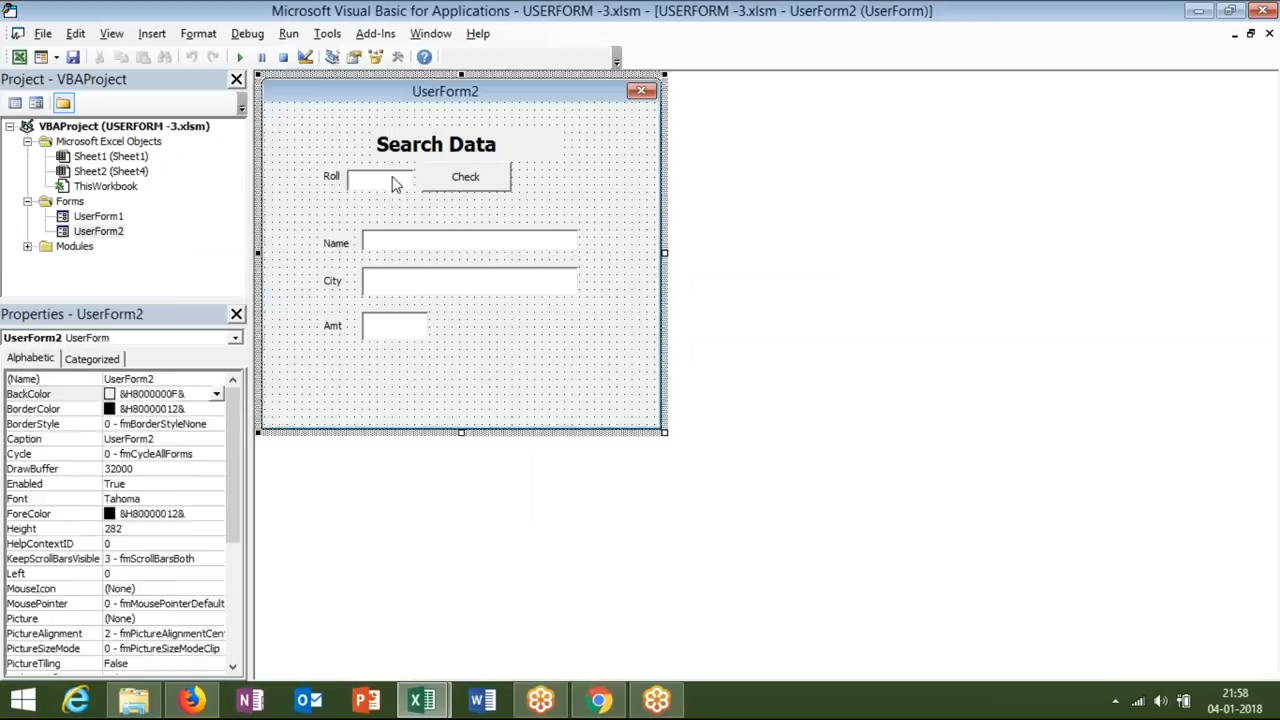 Microsoft Visual Basic for Applications - USERFORM -3.xlsm - [USERFORM -3.xlsm - UserForm2 (UserForm)]
File Edit View Insert Format Debug Run Tools Add-Ins Window Help
Project - VBAProject
VBAProject (USERFORM -3.xlsm)
Microsoft Excel Objects
Sheet1 (Sheet1)
Sheet2 (Sheet4)
ThisWorkbook
Forms
UserForm1
UserForm2
Modules
Properties - UserForm2
UserForm2 UserForm
Alphabetic Categorized
(Name) UserForm2
BackColor &H8000000F&
BorderColor &H80000012&
BorderStyle 0 - fmBorderStyleNone
Caption UserForm2
Cycle 0 - fmCycleAllForms
DrawBuffer 32000
Enabled True
Font Tahoma
ForeColor &H80000012&
Height 282
HelpContextID 0
KeepScrollBarsVisible 3 - fmScrollBarsBoth
Left 0
MouseIcon (None)
MousePointer 0 - fmMousePointerDefault
Picture (None)
PictureAlignment 2 - fmPictureAlignmentCen
PictureSizeMode 0 - fmPictureSizeModeClip
PictureTiling False
UserForm2
Search Data
Roll Check
Name
City
Amt
21:58
04-01-2018